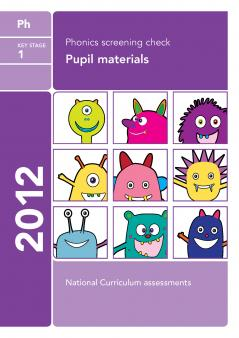 Ph
KEY STAGE
1
Phonics screening check
Pupil materials
2012
National Curriculum assessments